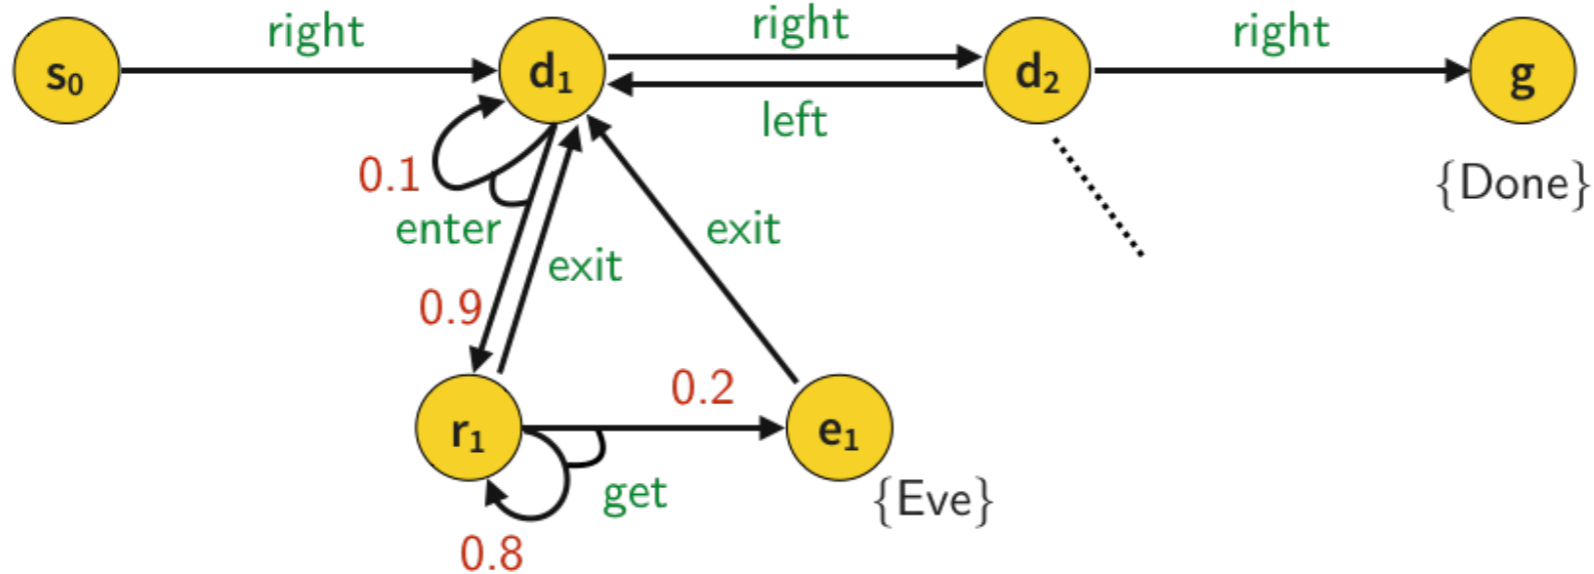 right
right
right
s₀
d₁
d₂
g
left
0.1
{Done}
enter
exit
exit
0.9
0.2
r₁
e₁
get
{Eve}
0.8